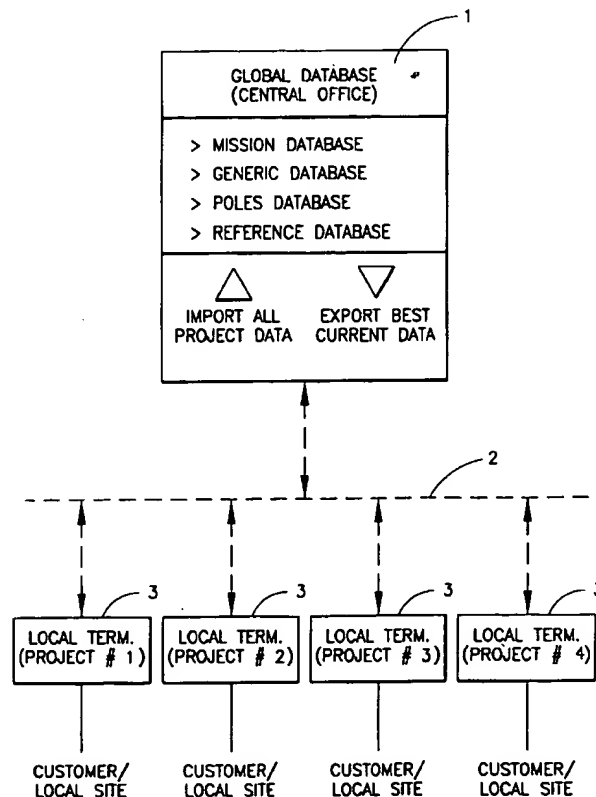 1
GLOBAL DATABASE
(CENTRAL OFFICE)
> MISSION DATABASE
> GENERIC DATABASE
> POLES DATABASE
> REFERENCE DATABASE
IMPORT ALL
PROJECT DATA
EXPORT BEST
CURRENT DATA
2
3
3
3
3
LOCAL TERM.
(PROJECT # 1)
LOCAL TERM.
(PROJECT # 2)
LOCAL TERM.
(PROJECT # 3)
LOCAL TERM.
(PROJECT # 4)
CUSTOMER/
LOCAL SITE
CUSTOMER/
LOCAL SITE
CUSTOMER/
LOCAL SITE
CUSTOMER/
LOCAL SITE